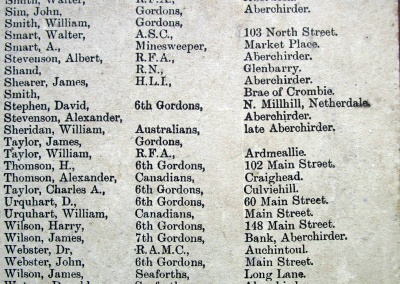 Smith, Walter, R.F.A.,
Sim, John, Gordons, Aberchirder.
Smith, William, Gordons,
Smart, Walter, A.S.C., 103 North Street.
Smart, A., Minesweeper, Market Place.
Stevenson, Albert, R.F.A., Aberchirder.
Shand, R.N., Glenbarry.
Shearer, James, H.L.I., Aberchirder.
Smith, Brae of Crombie.
Stephen, David, 6th Gordons, N. Millhill, Netherdale.
Stevenson, Alexander, Aberchirder.
Sheridan, William, Australians, late Aberchirder.
Taylor, James, Gordons,
Taylor, William, R.F.A., Ardmeallie.
Thomson, H., 6th Gordons, 102 Main Street.
Thomson, Alexander, Canadians, Craighead.
Taylor, Charles A., 6th Gordons, Culviehill.
Urquhart, D., 6th Gordons, 60 Main Street.
Urquhart, William, Canadians, Main Street.
Wilson, Harry, 6th Gordons, 148 Main Street.
Wilson, James, 7th Gordons, Bank, Aberchirder.
Webster, Dr, R.A.M.C., Auchintoul.
Webster, John, 6th Gordons, Main Street.
Wilson, James, Seaforths, Long Lane.